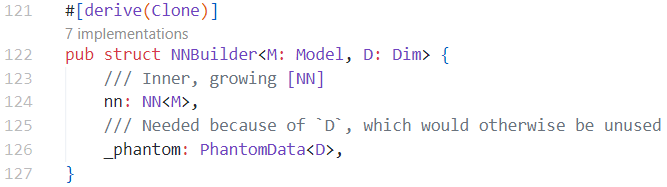 121 #[derive(Clone)]
7 implementations
122 pub struct NNBuilder<M: Model, D: Dim> {
123 /// Inner, growing [NN]
124 nn: NN<M>,
125 /// Needed because of `D`, which would otherwise be unused
126 _phantom: PhantomData<D>,
127 }